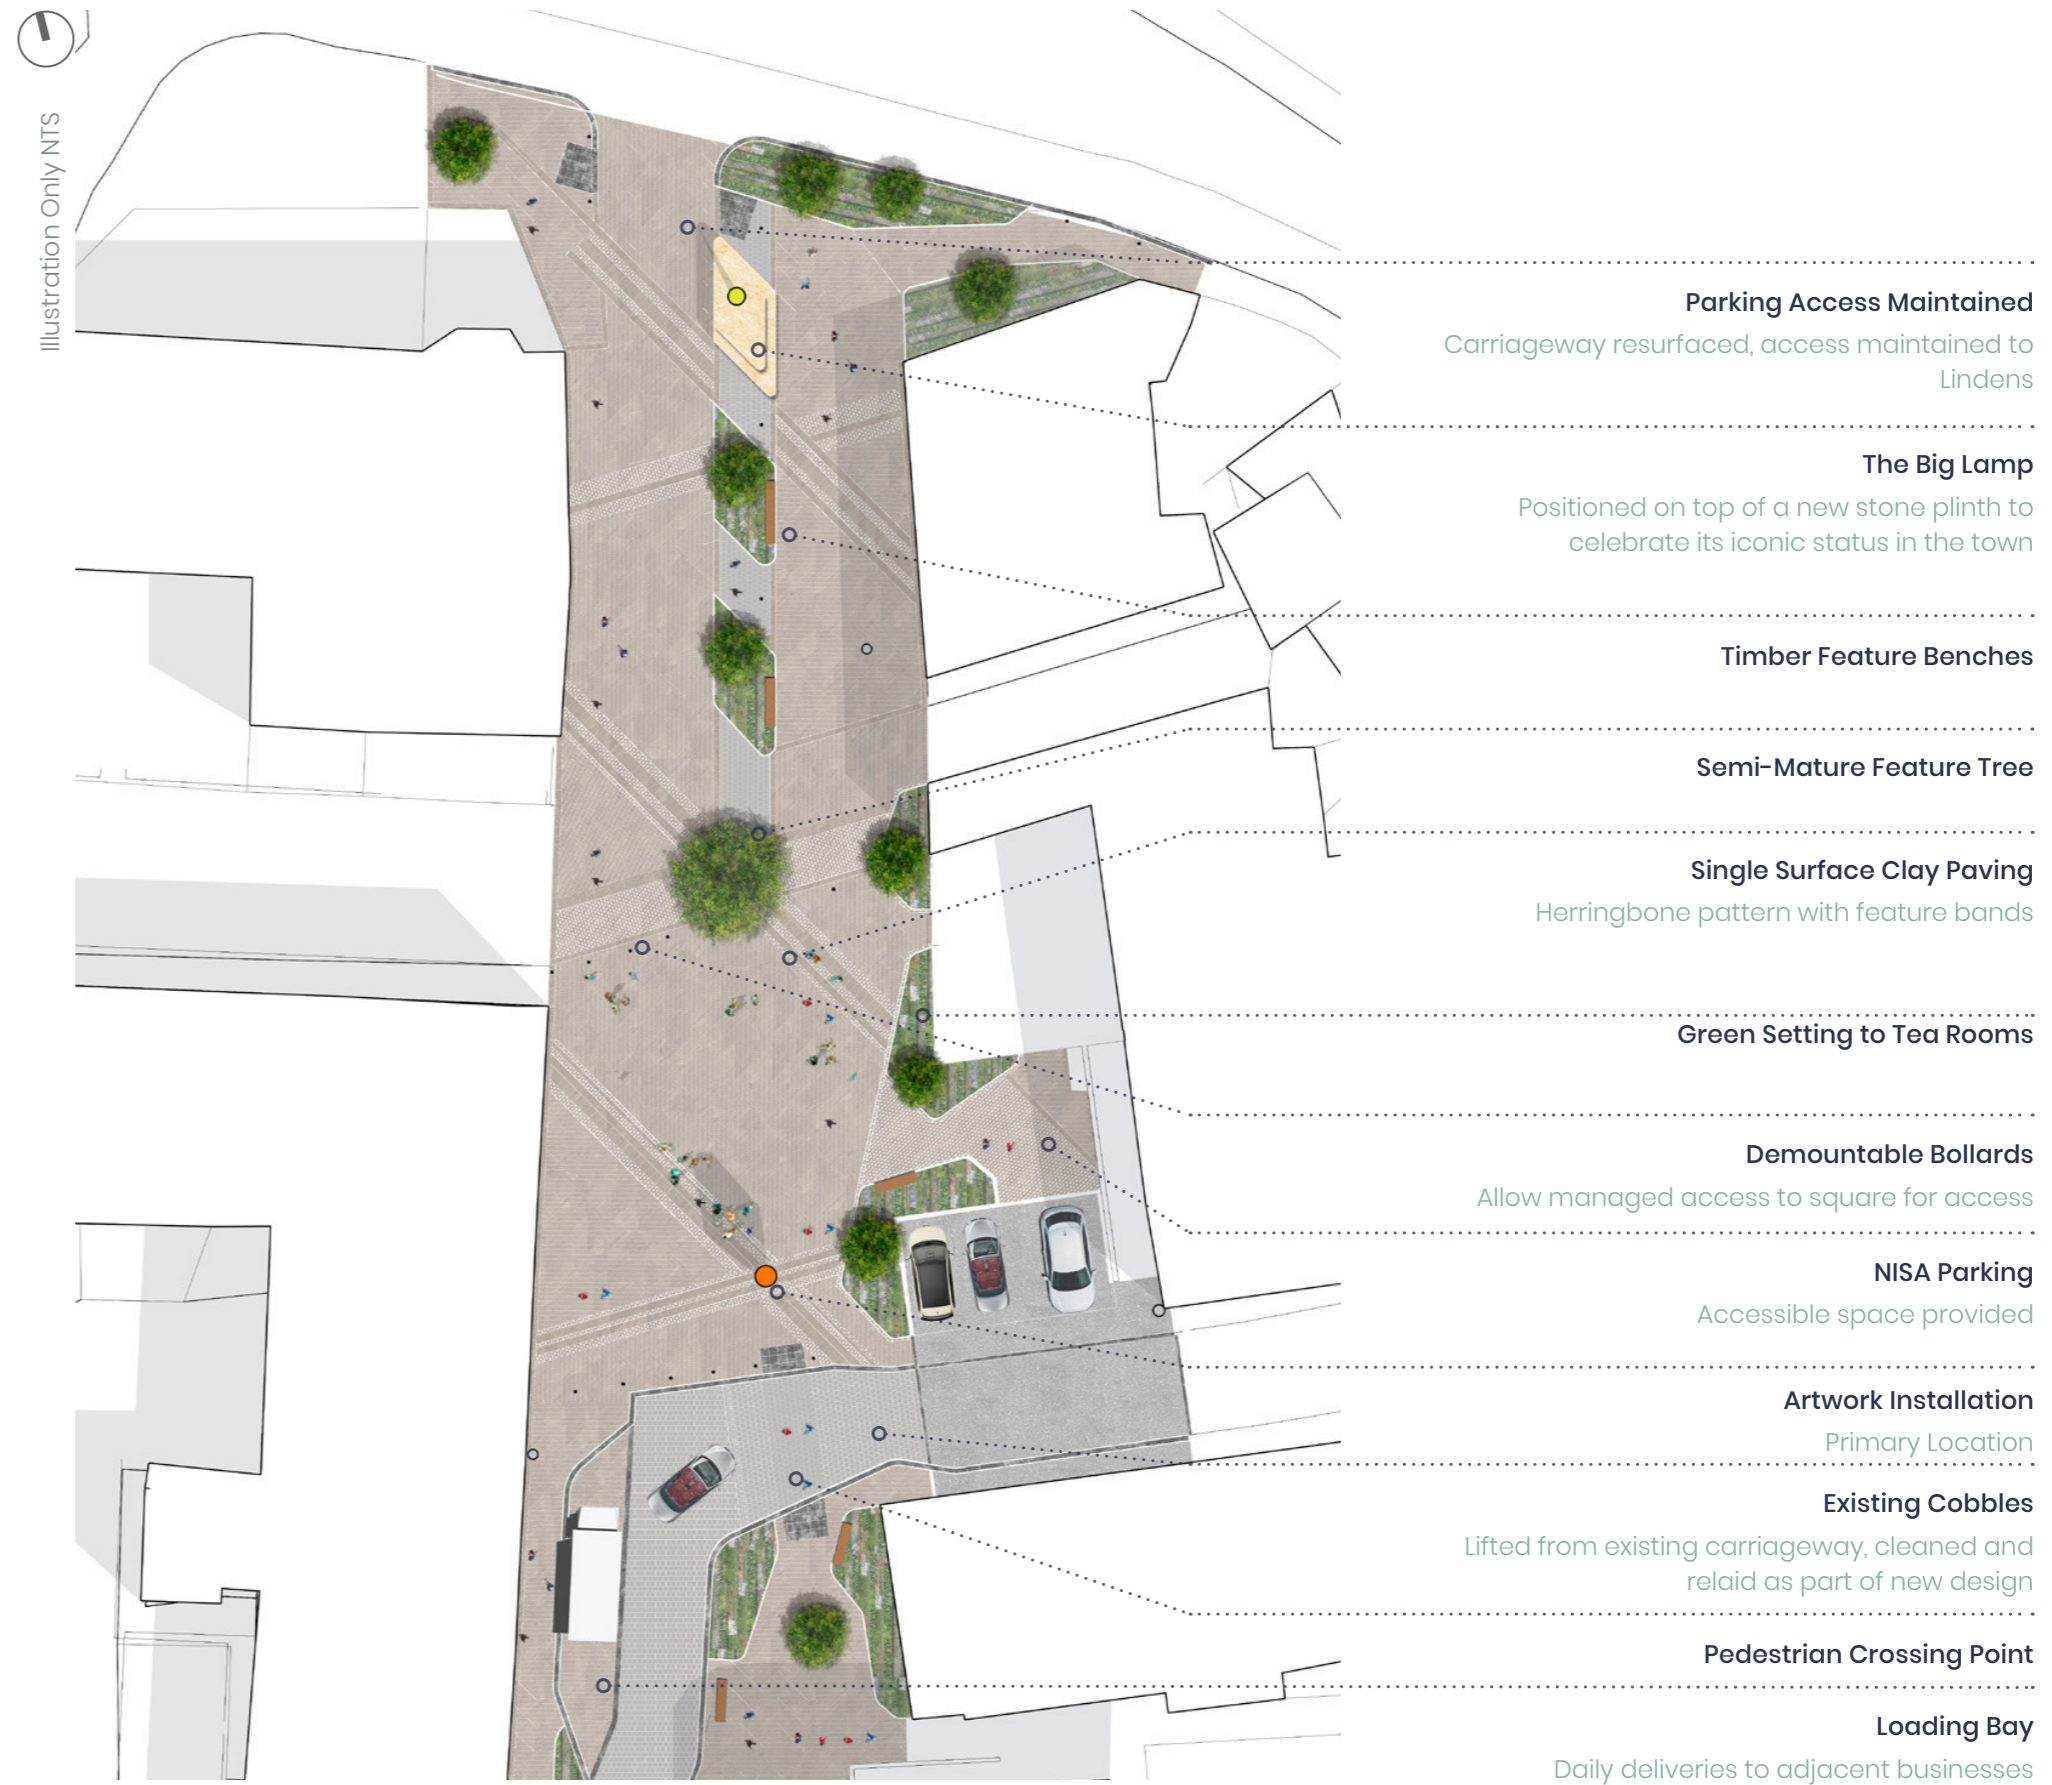 Illustration Only NTS
Parking Access Maintained
Carriageway resurfaced, access maintained to
Lindens
The Big Lamp
Positioned on top of a new stone plinth to
celebrate its iconic status in the town
Timber Feature Benches
Semi-Mature Feature Tree
Single Surface Clay Paving
Herringbone pattern with feature bands
Green Setting to Tea Rooms
Demountable Bollards
Allow managed access to square for access
NISA Parking
Accessible space provided
Artwork Installation
Primary Location
Existing Cobbles
Lifted from existing carriageway, cleaned and
relaid as part of new design
Pedestrian Crossing Point
Loading Bay
Daily deliveries to adjacent businesses